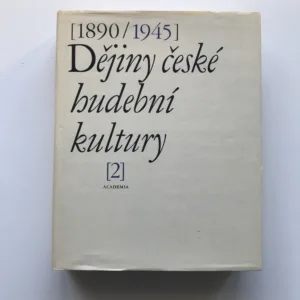 [1890/1945]
Dějiny české
hudební
kultury
[2]
ACADEMIA